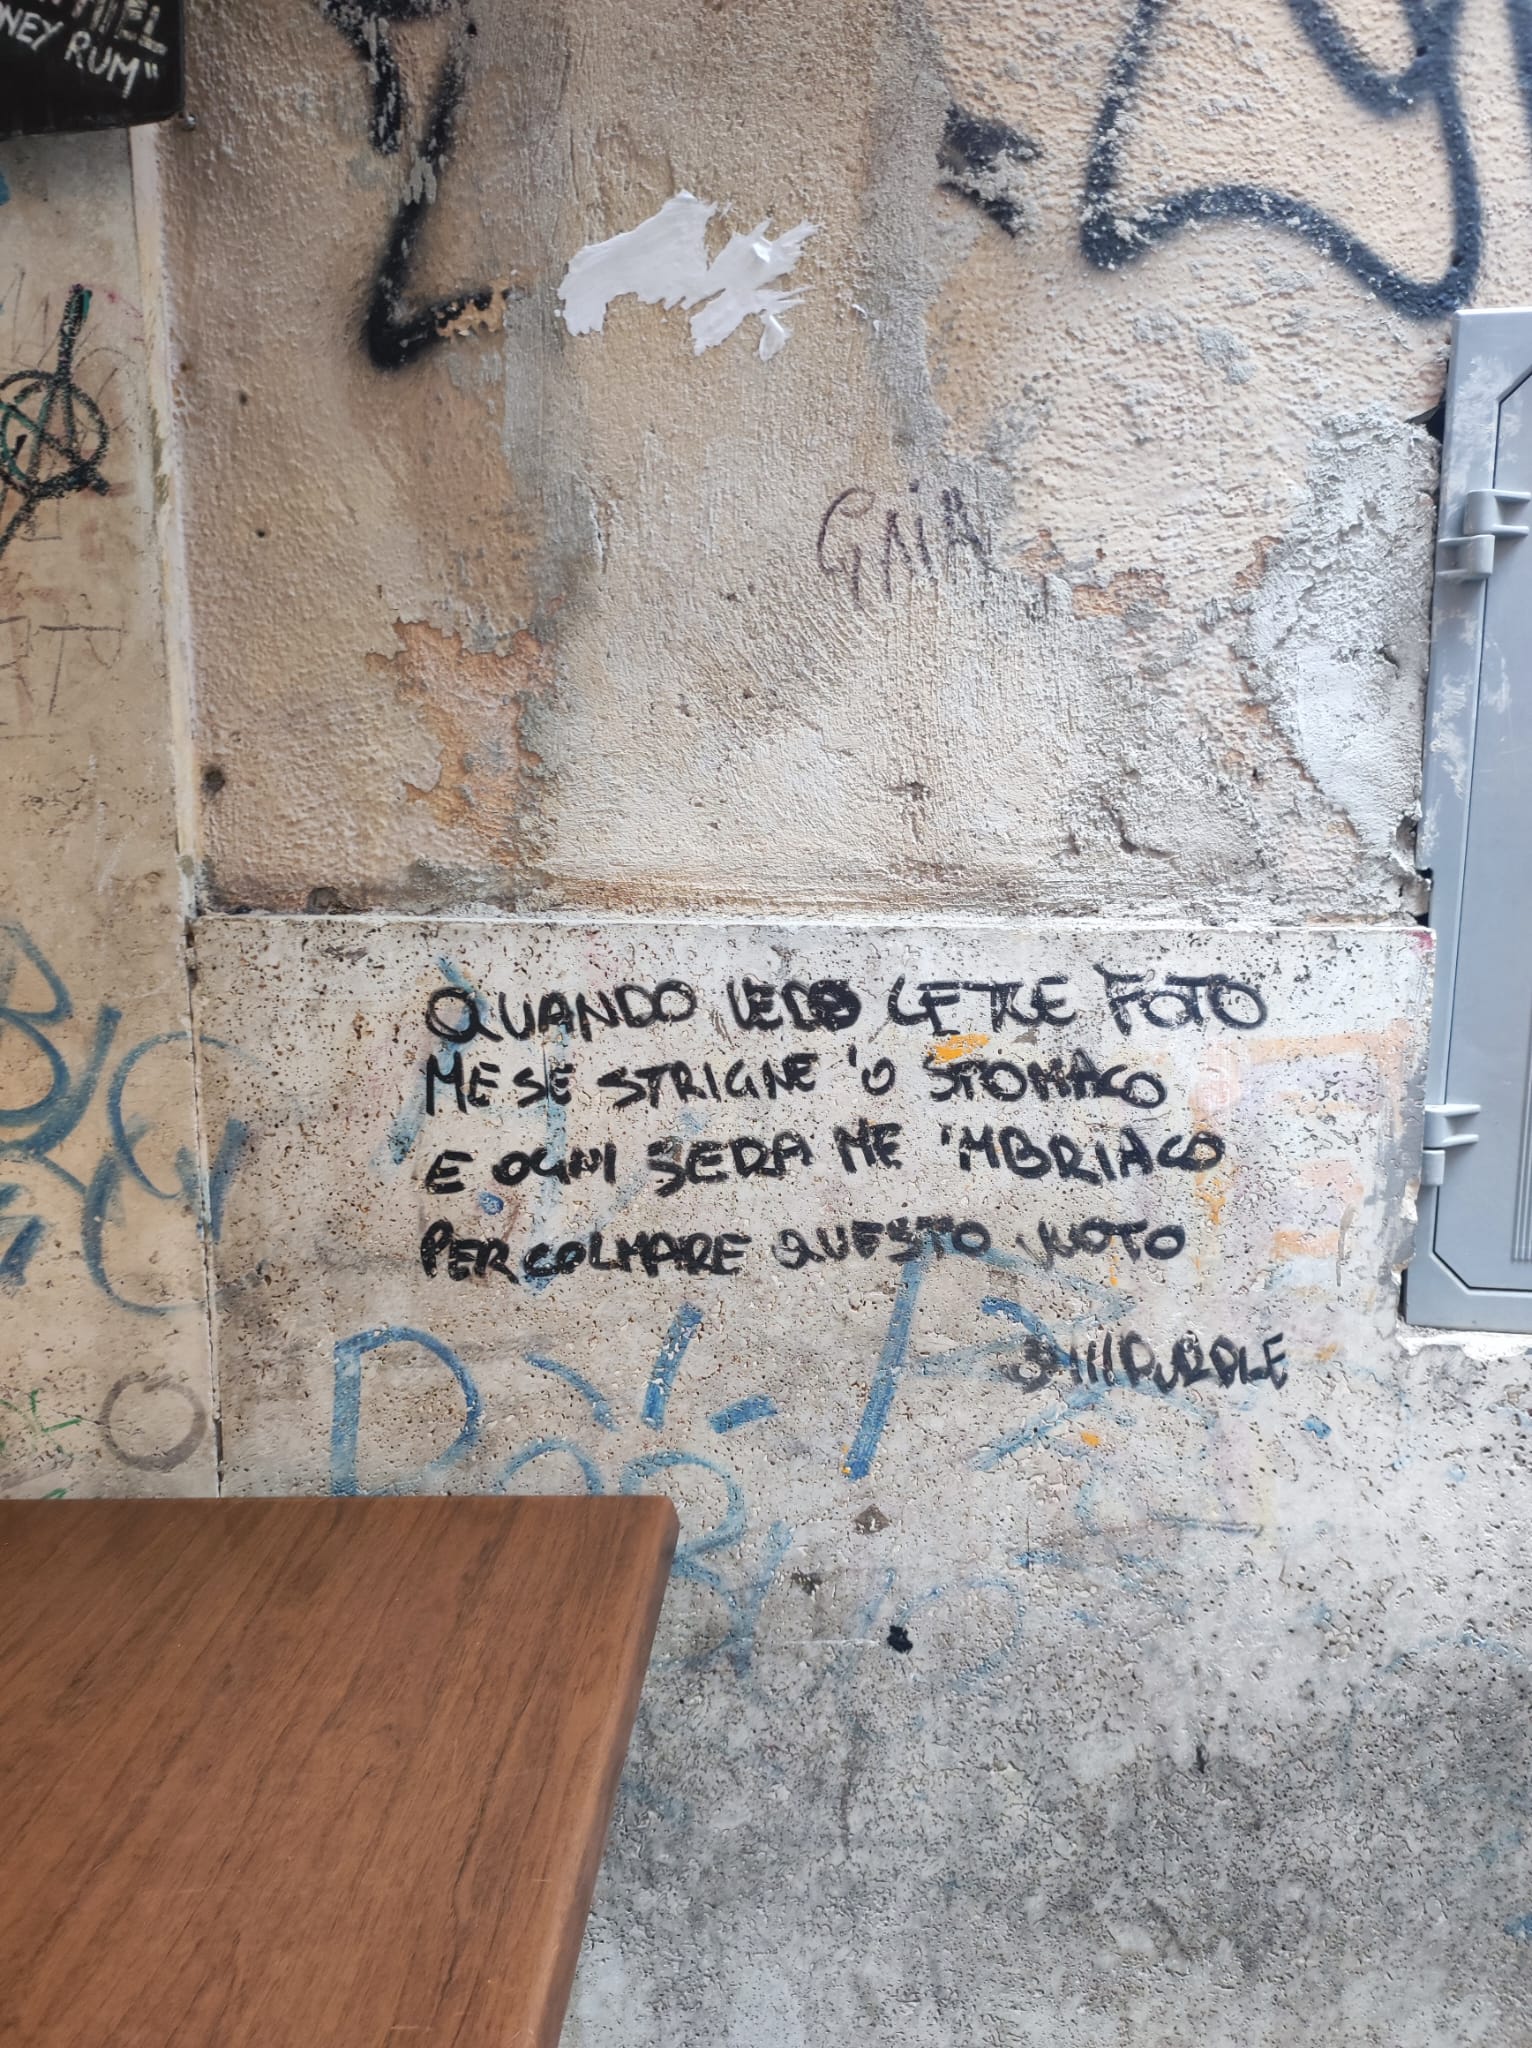 NEY RUM"
GAIA
QUANDO VEDO LE TUE FOTO
ME SE STRIGNE 'O STOMACO
E OGNI SERA ME 'MBRIACO
PER COLMARE QUESTO VUOTO